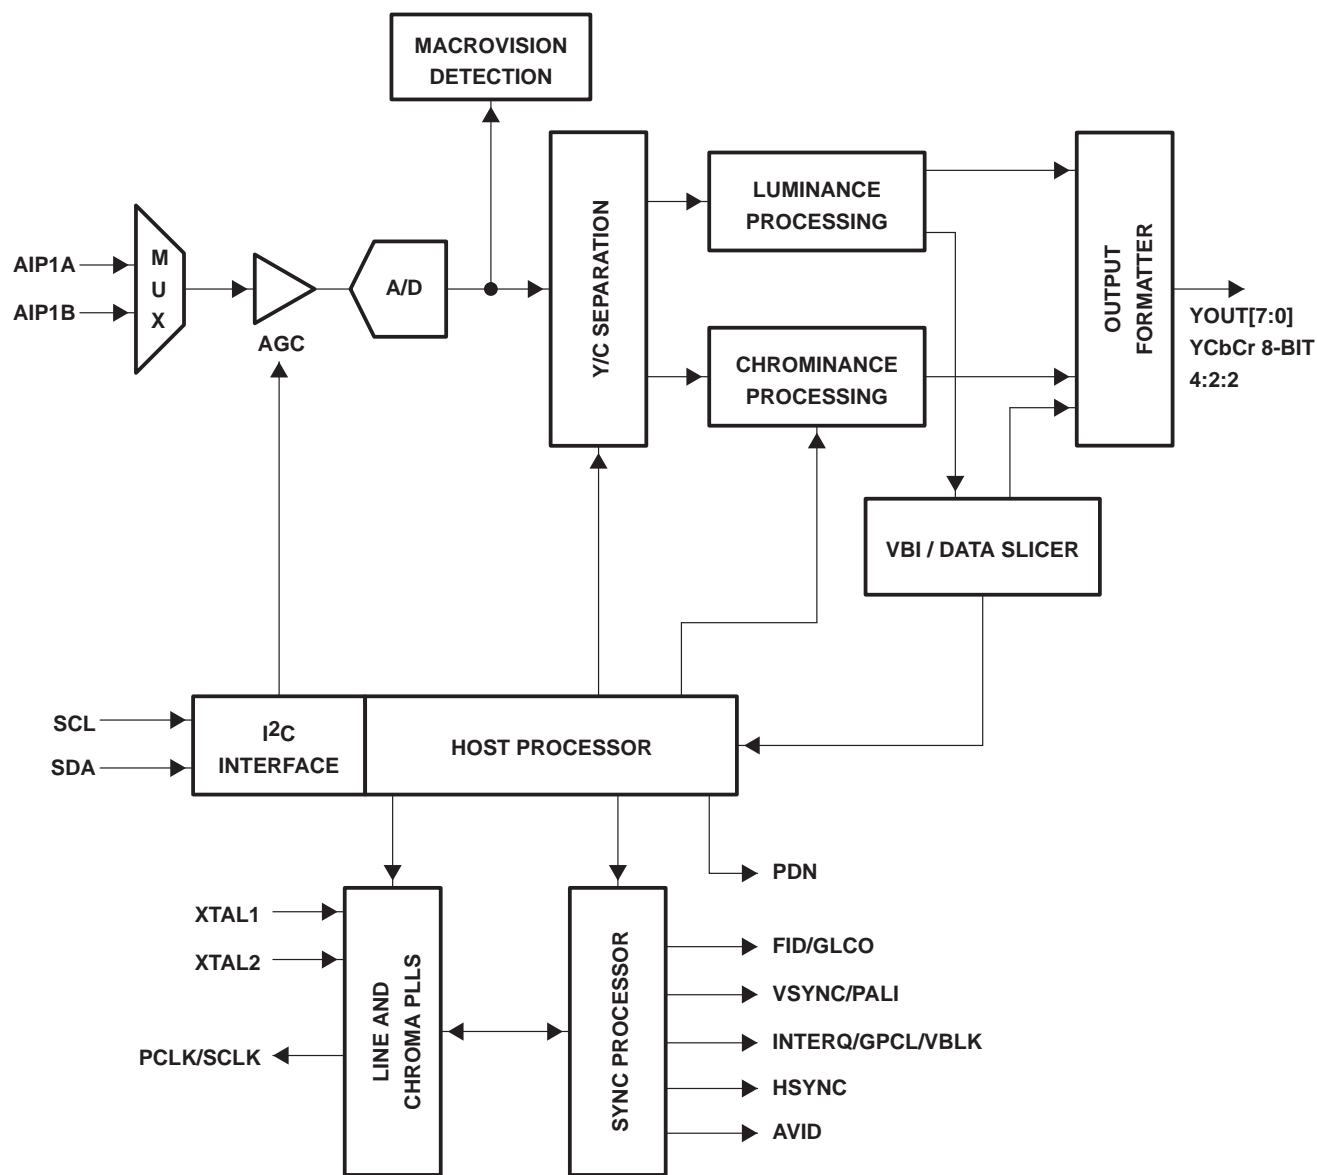 MACROVISION
DETECTION
AIP1A
AIP1B
M
U
X
AGC
A/D
Y/C SEPARATION
LUMINANCE
PROCESSING
CHROMINANCE
PROCESSING
OUTPUT
FORMATTER
YOUT[7:0]
YCbCr 8-BIT
4:2:2
VBI / DATA SLICER
SCL
SDA
I2C
INTERFACE
HOST PROCESSOR
PDN
XTAL1
XTAL2
PCLK/SCLK
LINE AND
CHROMA PLLS
SYNC PROCESSOR
FID/GLCO
VSYNC/PALI
INTERQ/GPCL/VBLK
HSYNC
AVID